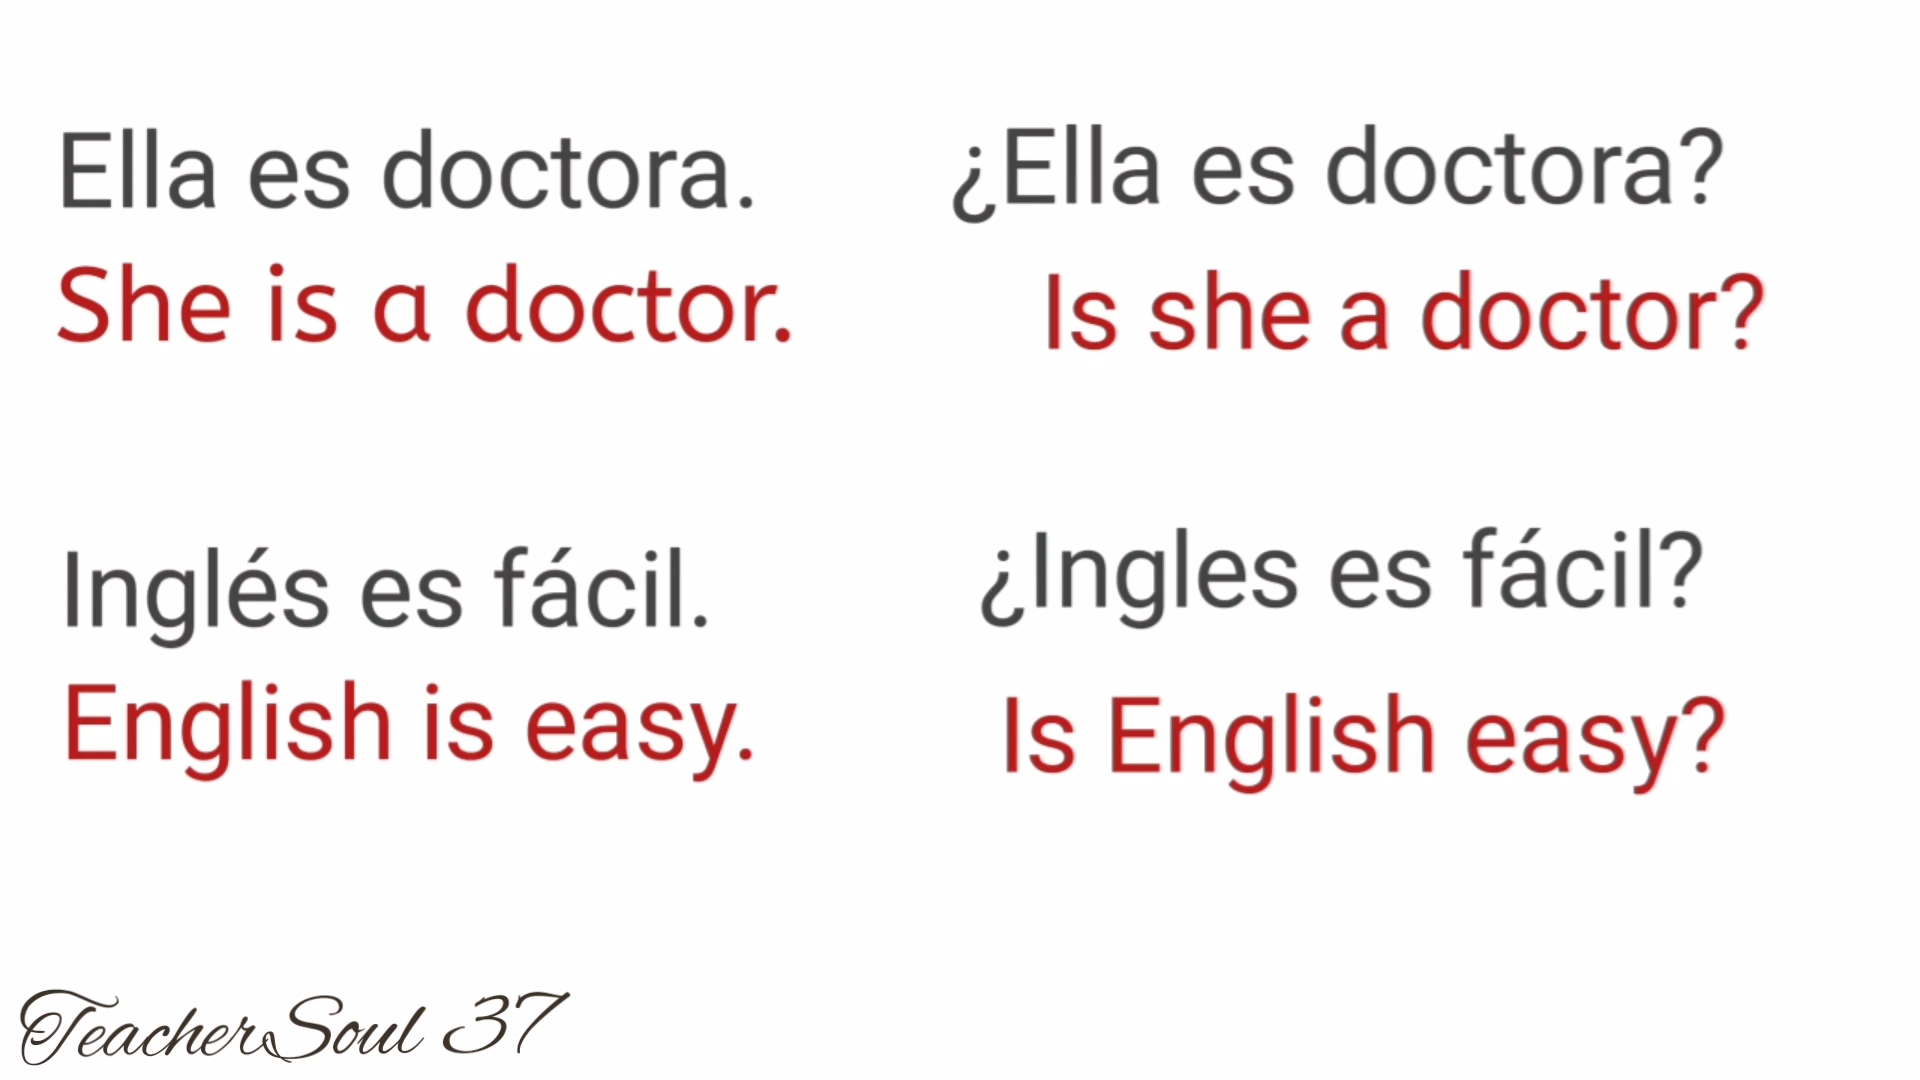 Ella es doctora.
She is a doctor.
¿Ella es doctora?
Is she a doctor?
Inglés es fácil.
English is easy.
¿Ingles es fácil?
Is English easy?
TeacherSoul 37